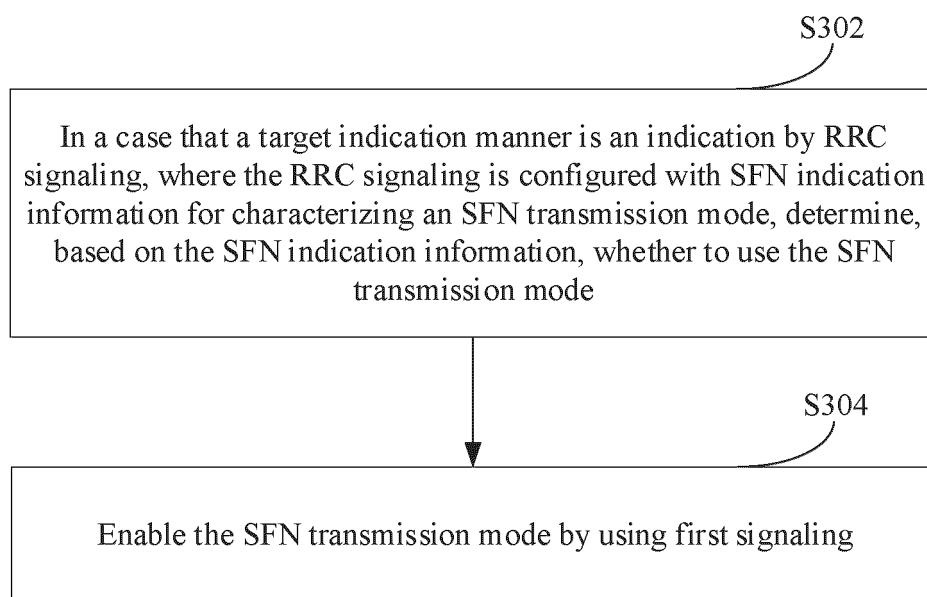 S302
In a case that a target indication manner is an indication by RRC
signaling, where the RRC signaling is configured with SFN indication
information for characterizing an SFN transmission mode, determine,
based on the SFN indication information, whether to use the SFN
transmission mode
S304
Enable the SFN transmission mode by using first signaling